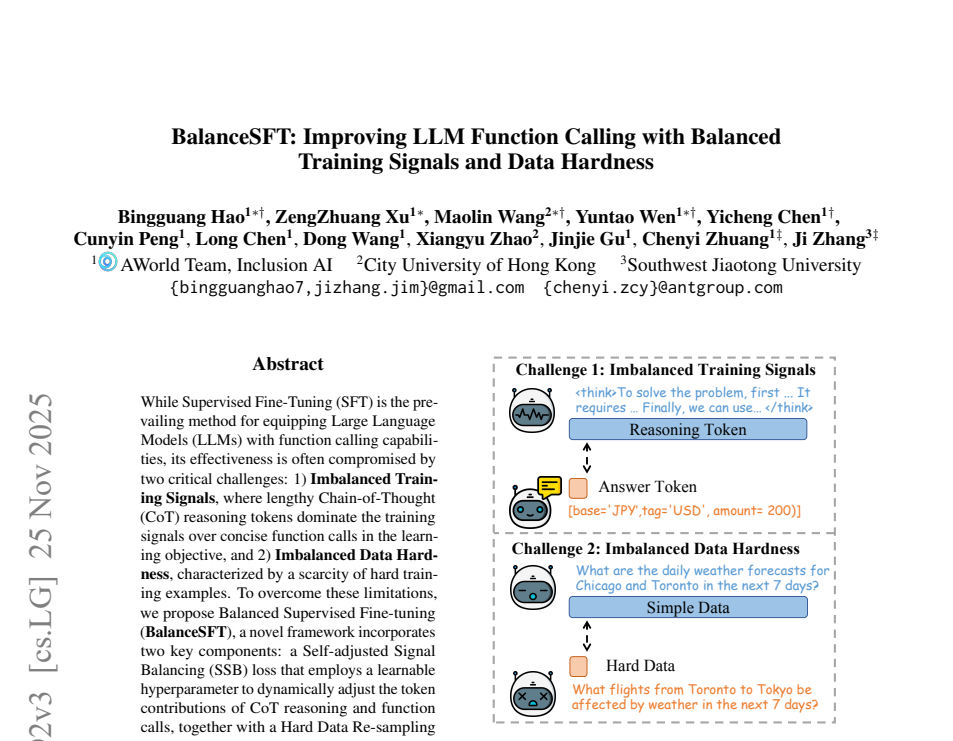 BalanceSFT: Improving LLM Function Calling with Balanced
Training Signals and Data Hardness
Bingguang Hao1∗†, ZengZhuang Xu1∗, Maolin Wang2∗†, Yuntao Wen1∗†, Yicheng Chen1†,
Cunyin Peng1, Long Chen1, Dong Wang1, Xiangyu Zhao2, Jinjie Gu1, Chenyi Zhuang1‡, Ji Zhang3‡
1 AWorld Team, Inclusion AI 2City University of Hong Kong 3Southwest Jiaotong University
{bingguanghao7,jizhang.jim}@gmail.com {chenyi.zcy}@antgroup.com
Abstract
While Supervised Fine-Tuning (SFT) is the pre-
vailing method for equipping Large Language
Models (LLMs) with function calling capabili-
ties, its effectiveness is often compromised by
two critical challenges: 1) Imbalanced Train-
ing Signals, where lengthy Chain-of-Thought
(CoT) reasoning tokens dominate the training
signals over concise function calls in the learn-
ing objective, and 2) Imbalanced Data Hard-
ness, characterized by a scarcity of hard train-
ing examples. To overcome these limitations,
we propose Balanced Supervised Fine-tuning
(BalanceSFT), a novel framework incorporates
two key components: a Self-adjusted Signal
Balancing (SSB) loss that employs a learnable
hyperparameter to dynamically adjust the token
contributions of CoT reasoning and function
calls, together with a Hard Data Re-sampling
Challenge 1: Imbalanced Training Signals
<think>To solve the problem, first ... It
requires ... Finally, we can use... </think>
Reasoning Token
Answer Token
[base='JPY',tag='USD', amount= 200)]
Challenge 2: Imbalanced Data Hardness
What are the daily weather forecasts for
Chicago and Toronto in the next 7 days?
Simple Data
Hard Data
What flights from Toronto to Tokyo be
affected by weather in the next 7 days?
2v3 [cs.LG] 25 Nov 2025